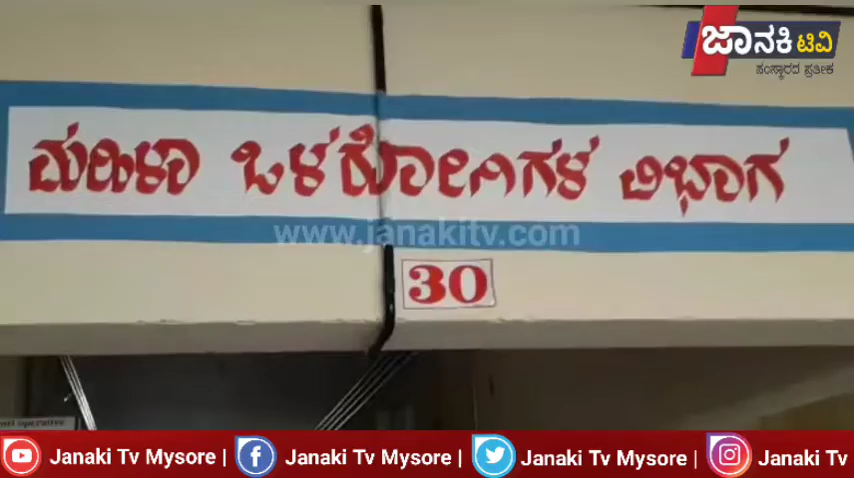 ಜಾನಕಿ ಟಿವಿ
ಸಂಸ್ಕಾರದ ಪ್ರತೀಕ
ಮಹಿಳಾ ಒಳರೋಗಿಗಳ ವಿಭಾಗ
www.janakitv.com
30
Janaki Tv Mysore | Janaki Tv Mysore | Janaki Tv Mysore | Janaki Tv